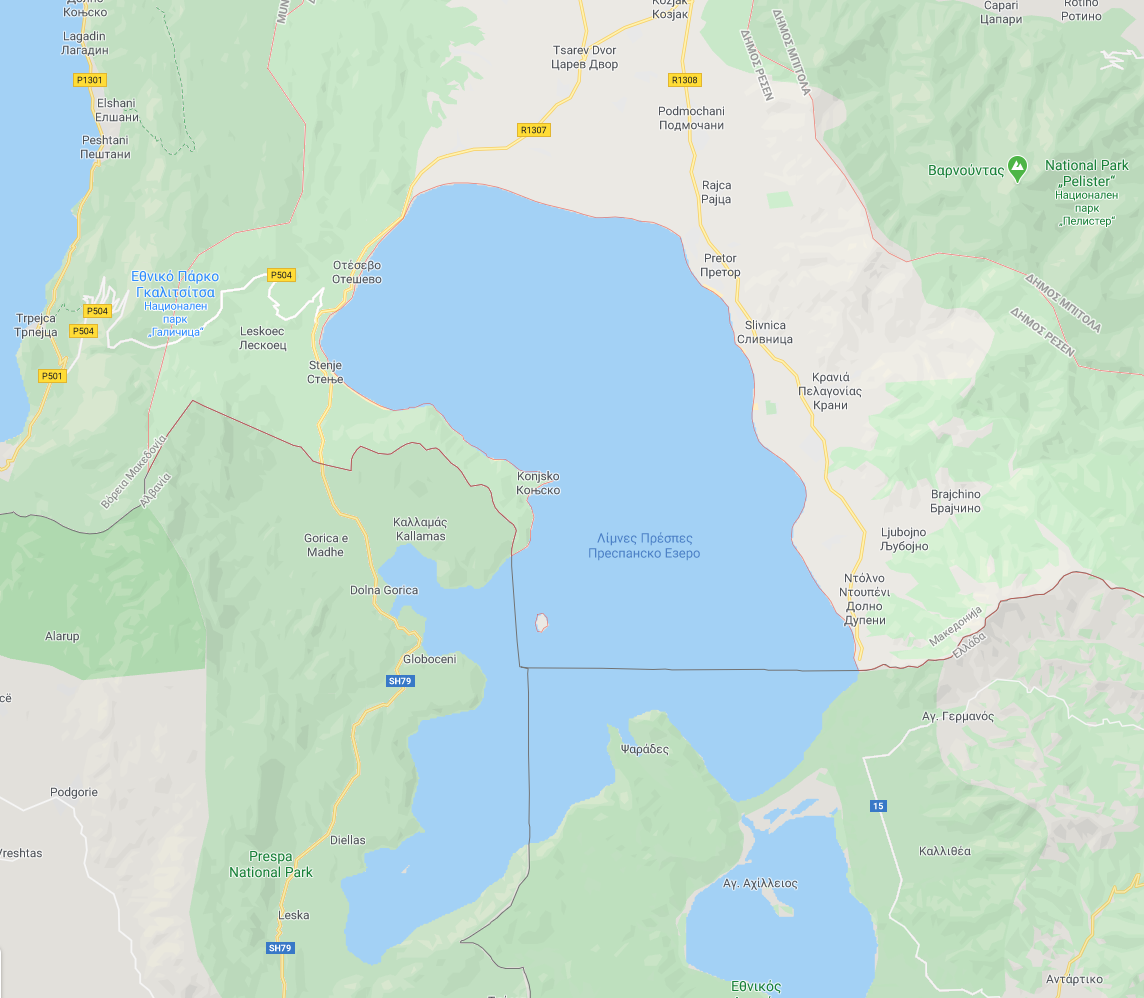 Долно
Коњско
Kozjak
Козјак
Capari
Цапари
Rotino
Ротино
Lagadin
Лагадин
Tsarev Dvor
Царев Двор
ΔΗΜΟΣ ΡΕΣΕΝ
ΔΗΜΟΣ ΜΠΙΤΟΛΑ
P1301
R1308
Elshani
Елшани
Podmochani
Подмочани
R1307
Peshtani
Пештани
Βαρνούντας
National Park
„Pelister“
Национален
парк
„Пелистер“
Rajca
Рајца
Pretor
Претор
Οτέσεβο
Отешево
P504
Εθνικό Πάρκο
Γκαλιτσίτσα
Национален
парк
„Галичица“
P504
P504
Trpejca
Трпејца
Leskoec
Лескоец
Slivnica
Сливница
ΔΗΜΟΣ ΜΠΙΤΟΛΑ
ΔΗΜΟΣ ΡΕΣΕΝ
P501
Stenje
Стење
Κρανιά
Πελαγονίας
Крани
Βόρεια Μακεδονία
Αλβανία
Konjsko
Коњско
Brajchino
Брајчино
Καλλαμάς
Kallamas
Gorica e
Madhe
Λίμνες Πρέσπες
Преспанско Езеро
Ljubojno
Љубојно
Dolna Gorica
Ντόλνο
Ντουπένι
Долно
Дупени
Македонија
Ελλάδα
Alarup
Globoceni
SH79
Αγ. Γερμανός
Ψαράδες
Podgorie
15
Diellas
Καλλιθέα
Prespa
National Park
Αγ. Αχίλλειος
Leska
SH79
Εθνικός
Αντάρτικο